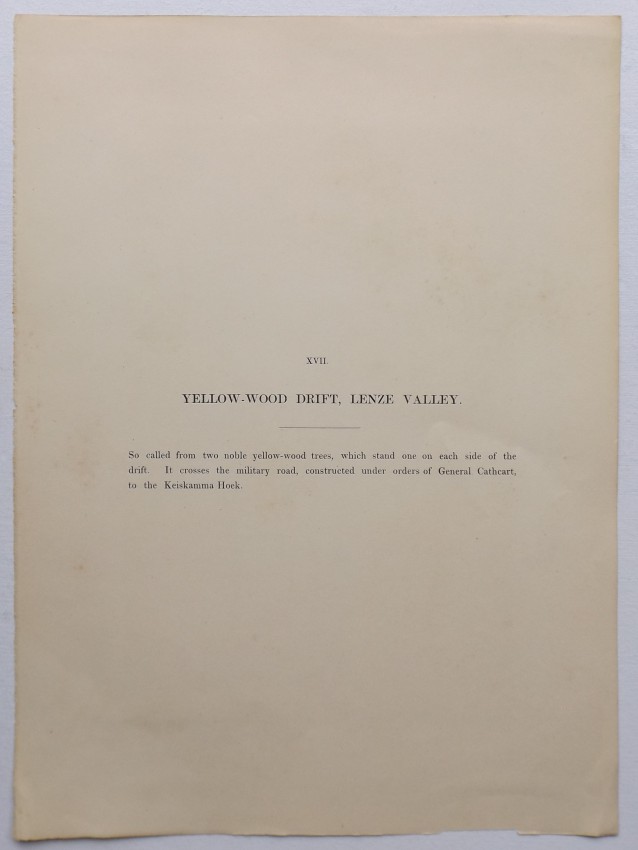 XVII.
YELLOW-WOOD DRIFT, LENZE VALLEY.
So called from two noble yellow-wood trees, which stand one on each side of the
drift. It crosses the military road, constructed under orders of General Cathcart,
to the Keiskamma Hoek.